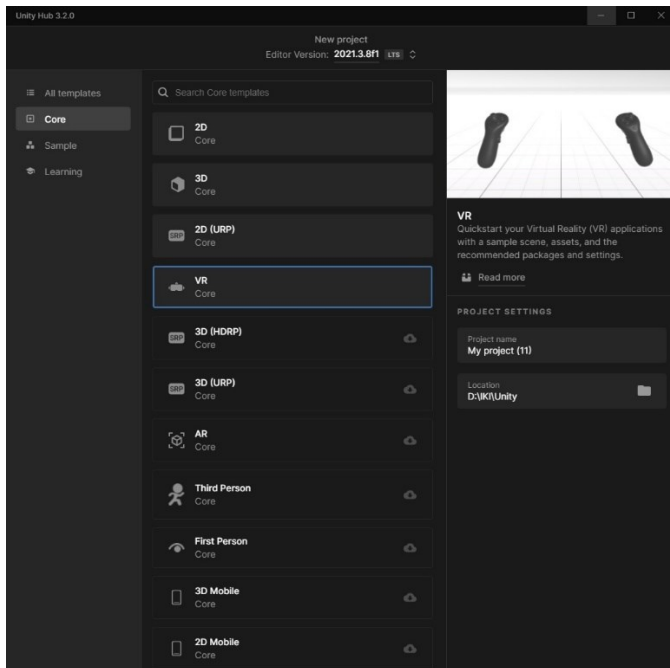 Unity Hub 3.2.0
New project
Editor Version: 2021.3.8f1 LTS
All templates
Core
Sample
Learning
Search Core templates
2D
Core
3D
Core
SRP
2D (URP)
Core
VR
Core
SRP
3D (HDRP)
Core
SRP
3D (URP)
Core
AR
Core
Third Person
Core
First Person
Core
3D Mobile
Core
2D Mobile
Core
VR
Quickstart your Virtual Reality (VR) applications
with a sample scene, assets, and the
recommended packages and settings.
Read more
PROJECT SETTINGS
Project name
My project (11)
Location
D:\IKI\Unity